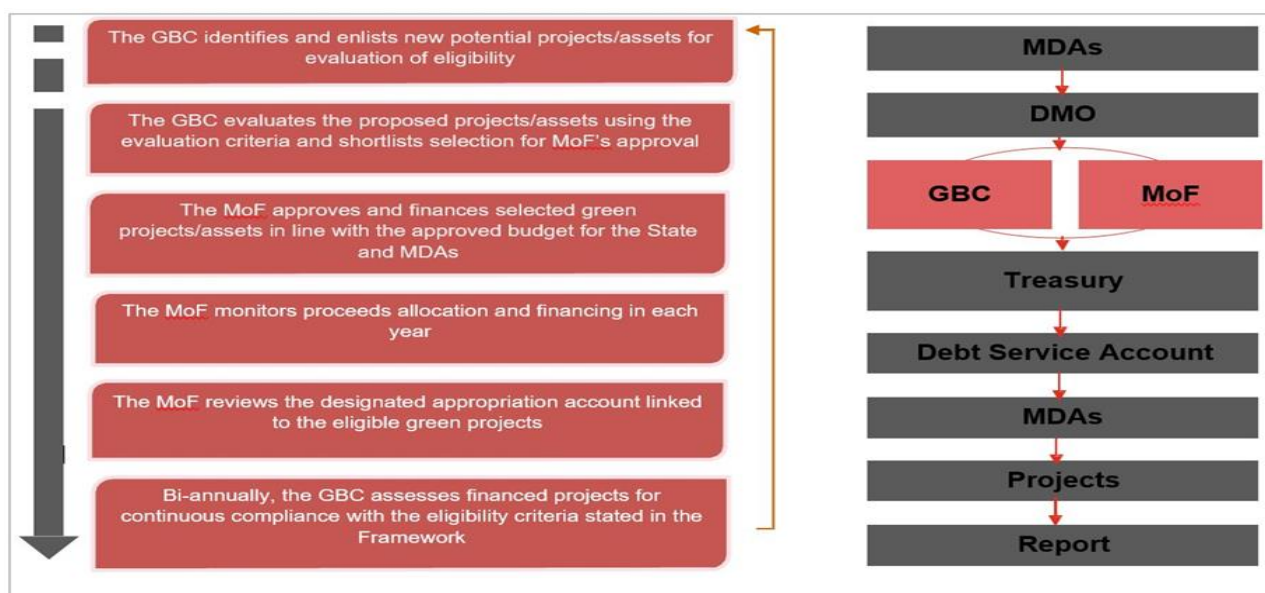 The GBC identifies and enlists new potential projects/assets for
evaluation of eligibility
The GBC evaluates the proposed projects/assets using the
evaluation criteria and shortlists selection for MoF's approval
The MoF approves and finances selected green
projects/assets in line with the approved budget for the State
and MDAs
The MoF monitors proceeds allocation and financing in each
year
The MoF reviews the designated appropriation account linked
to the eligible green projects
Bi-annually, the GBC assesses financed projects for
continuous compliance with the eligibility criteria stated in the
Framework
MDAs
DMO
GBC
MoF
Treasury
Debt Service Account
MDAs
Projects
Report